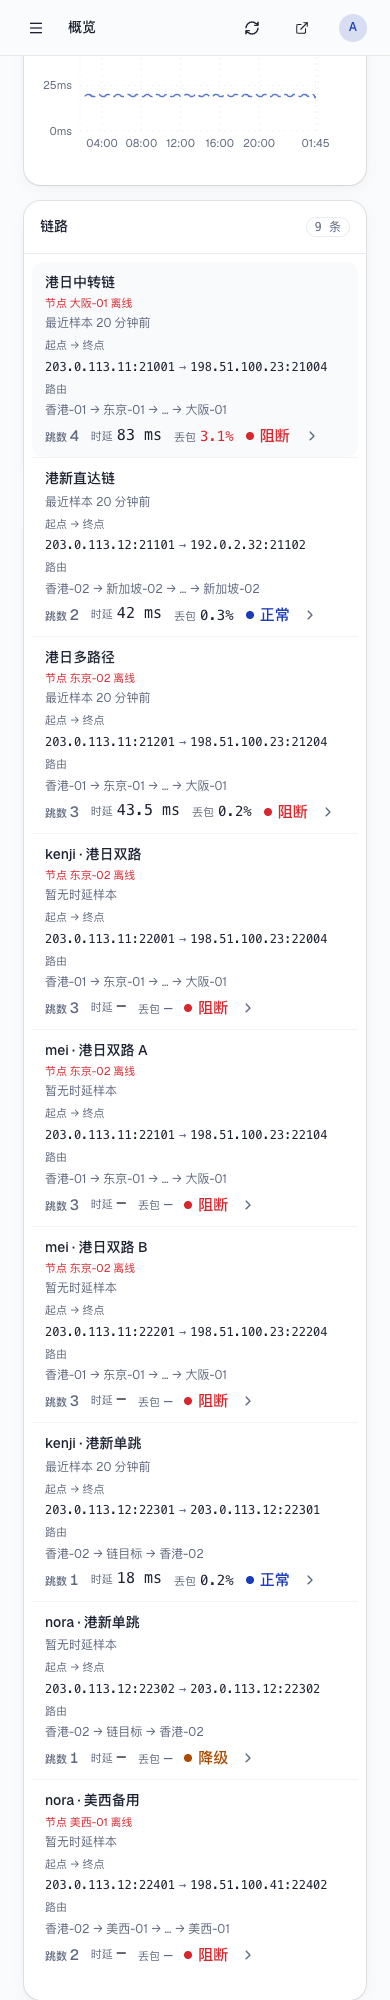 概览
A
25ms
0ms
04:00 08:00 12:00 16:00 20:00 01:45
链路
9 条
港日中转链
节点 大阪-01 离线
最近样本 20 分钟前
起点 → 终点
203.0.113.11:21001 → 198.51.100.23:21004
路由
香港-01 → 东京-01 → … → 大阪-01
跳数 4 时延 83 ms 丢包 3.1% 阻断
港新直达链
最近样本 20 分钟前
起点 → 终点
203.0.113.12:21101 → 192.0.2.32:21102
路由
香港-02 → 新加坡-02 → … → 新加坡-02
跳数 2 时延 42 ms 丢包 0.3% 正常
港日多路径
节点 东京-02 离线
最近样本 20 分钟前
起点 → 终点
203.0.113.11:21201 → 198.51.100.23:21204
路由
香港-01 → 东京-01 → … → 大阪-01
跳数 3 时延 43.5 ms 丢包 0.2% 阻断
kenji · 港日双路
节点 东京-02 离线
暂无时延样本
起点 → 终点
203.0.113.11:22001 → 198.51.100.23:22004
路由
香港-01 → 东京-01 → … → 大阪-01
跳数 3 时延 — 丢包 — 阻断
mei · 港日双路 A
节点 东京-02 离线
暂无时延样本
起点 → 终点
203.0.113.11:22101 → 198.51.100.23:22104
路由
香港-01 → 东京-01 → … → 大阪-01
跳数 3 时延 — 丢包 — 阻断
mei · 港日双路 B
节点 东京-02 离线
暂无时延样本
起点 → 终点
203.0.113.11:22201 → 198.51.100.23:22204
路由
香港-01 → 东京-01 → … → 大阪-01
跳数 3 时延 — 丢包 — 阻断
kenji · 港新单跳
最近样本 20 分钟前
起点 → 终点
203.0.113.12:22301 → 203.0.113.12:22301
路由
香港-02 → 链目标 → 香港-02
跳数 1 时延 18 ms 丢包 0.2% 正常
nora · 港新单跳
暂无时延样本
起点 → 终点
203.0.113.12:22302 → 203.0.113.12:22302
路由
香港-02 → 链目标 → 香港-02
跳数 1 时延 — 丢包 — 降级
nora · 美西备用
节点 美西-01 离线
暂无时延样本
起点 → 终点
203.0.113.12:22401 → 198.51.100.41:22402
路由
香港-02 → 美西-01 → … → 美西-01
跳数 2 时延 — 丢包 — 阻断